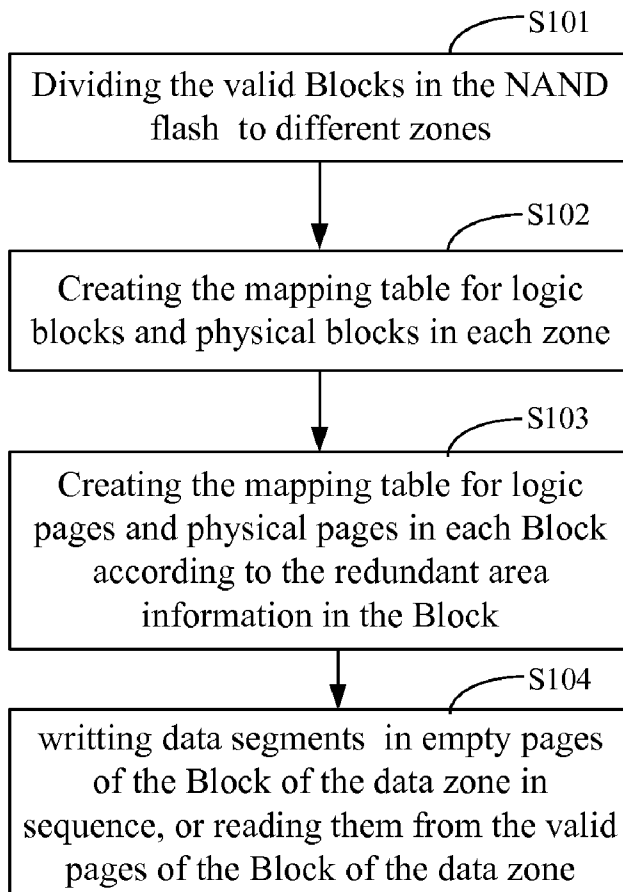 S101
Dividing the valid Blocks in the NAND
flash to different zones
S102
Creating the mapping table for logic
blocks and physical blocks in each zone
S103
Creating the mapping table for logic
pages and physical pages in each Block
according to the redundant area
information in the Block
S104
writting data segments in empty pages
of the Block of the data zone in
sequence, or reading them from the valid
pages of the Block of the data zone